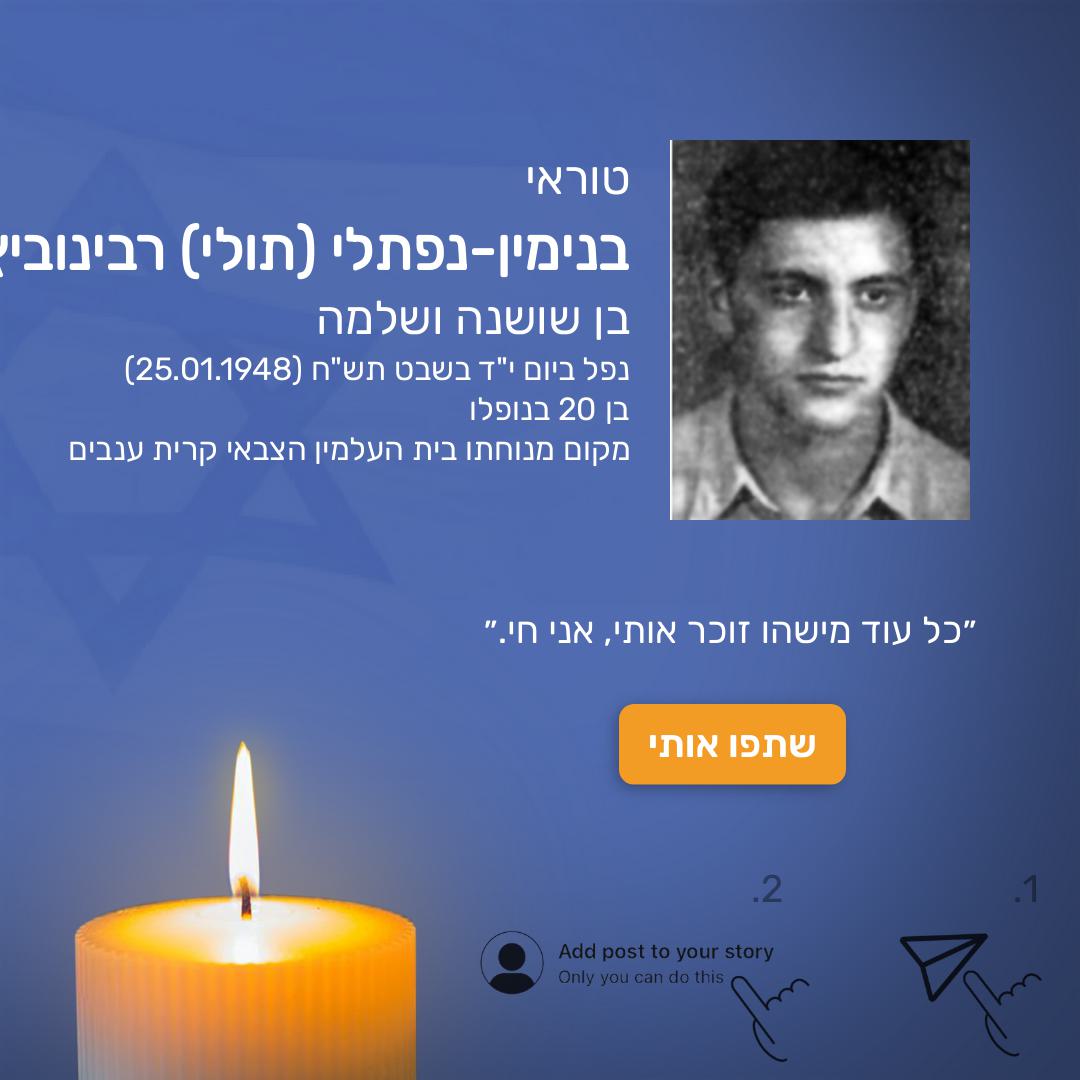 טוראי
בנימין-נפתלי (תולי) רבינוביץ
בן שושנה ושלמה
נפל ביום י"ד בשבט תש"ח (25.01.1948)
בן 20 בנופלו
מקום מנוחתו בית העלמין הצבאי קרית ענבים
״כל עוד מישהו זוכר אותי, אני חי.״
שתפו אותי
1.
2.
Add post to your story
Only you can do this